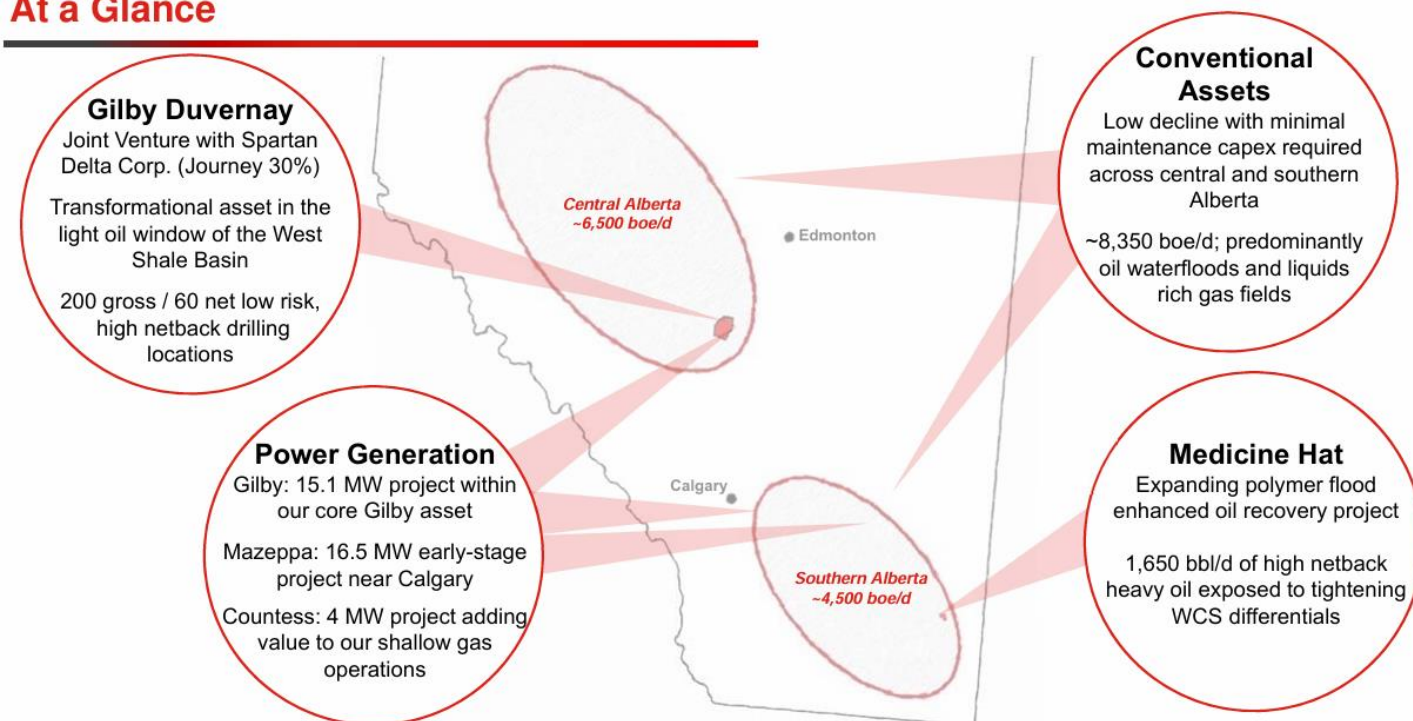 At a Glance
Gilby Duvernay
Joint Venture with Spartan
Delta Corp. (Journey 30%)
Transformational asset in the
light oil window of the West
Shale Basin
200 gross / 60 net low risk,
high netback drilling
locations
Power Generation
Gilby: 15.1 MW project within
our core Gilby asset
Mazeppa: 16.5 MW early-stage
project near Calgary
Countess: 4 MW project adding
value to our shallow gas
operations
Central Alberta
~6,500 boe/d
Edmonton
Calgary
Southern Alberta
~4,500 boe/d
Conventional
Assets
Low decline with minimal
maintenance capex required
across central and southern
Alberta
~8,350 boe/d; predominantly
oil waterfloods and liquids
rich gas fields
Medicine Hat
Expanding polymer flood
enhanced oil recovery project
1,650 bbl/d of high netback
heavy oil exposed to tightening
WCS differentials